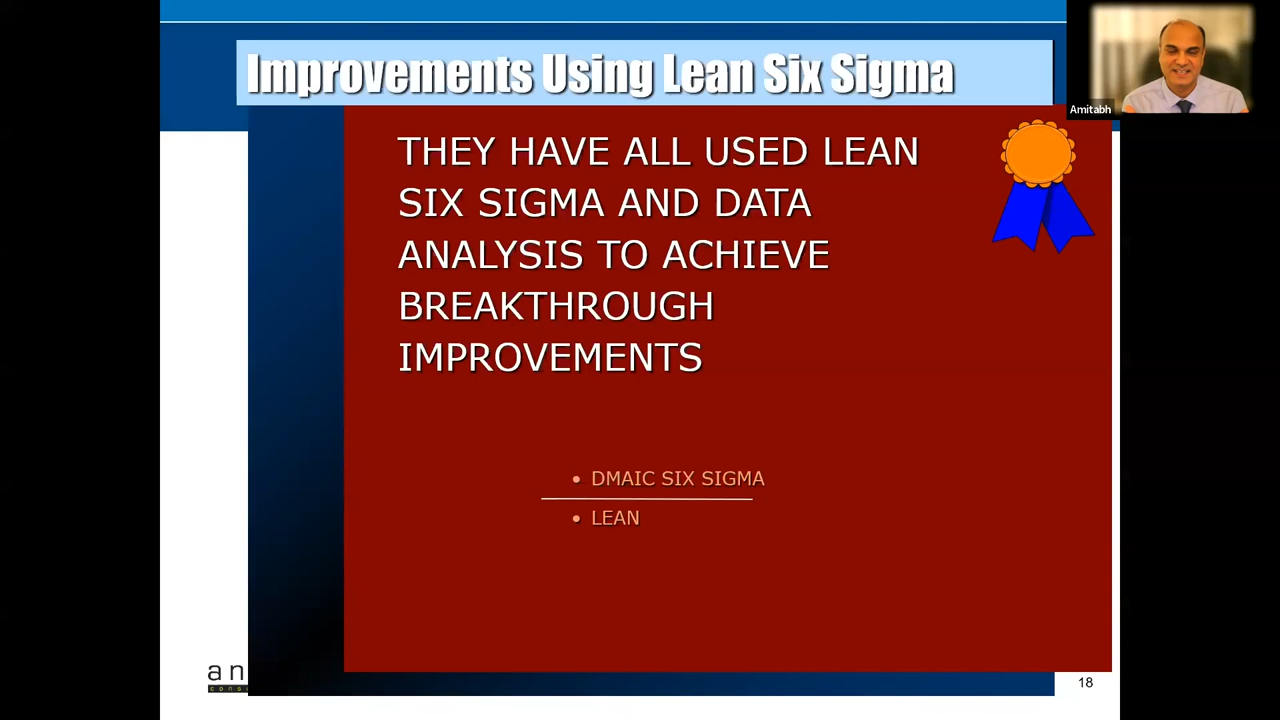 Improvements Using Lean Six Sigma
Amitabh
THEY HAVE ALL USED LEAN
SIX SIGMA AND DATA
ANALYSIS TO ACHIEVE
BREAKTHROUGH
IMPROVEMENTS
• DMAIC SIX SIGMA
• LEAN
18